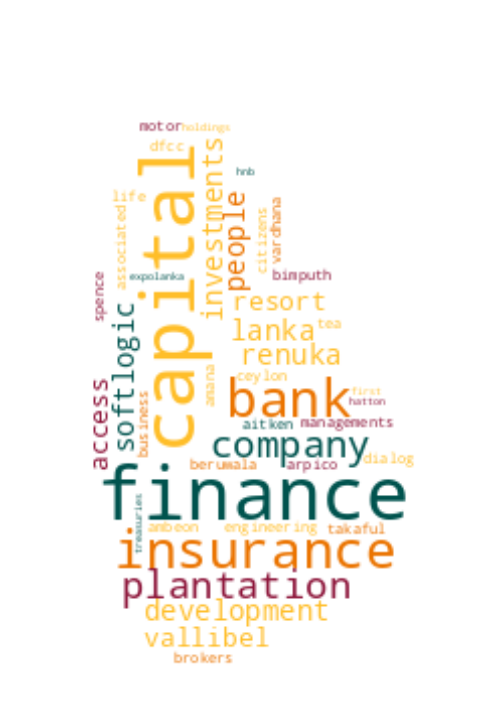 motor holdings
dfcc
hnb
capital
investments
people
life
associated
citizens
vardhana
spence
expolanka
bimputh
softlogic
resort
lanka tea
renuka
amana
ceylon
access
business
bank
first
hatton
aitken managements
company
berumala arpico dialog
finance
treasuries
ambeon engineering takaful
insurance
plantation
development
vallibel
brokers